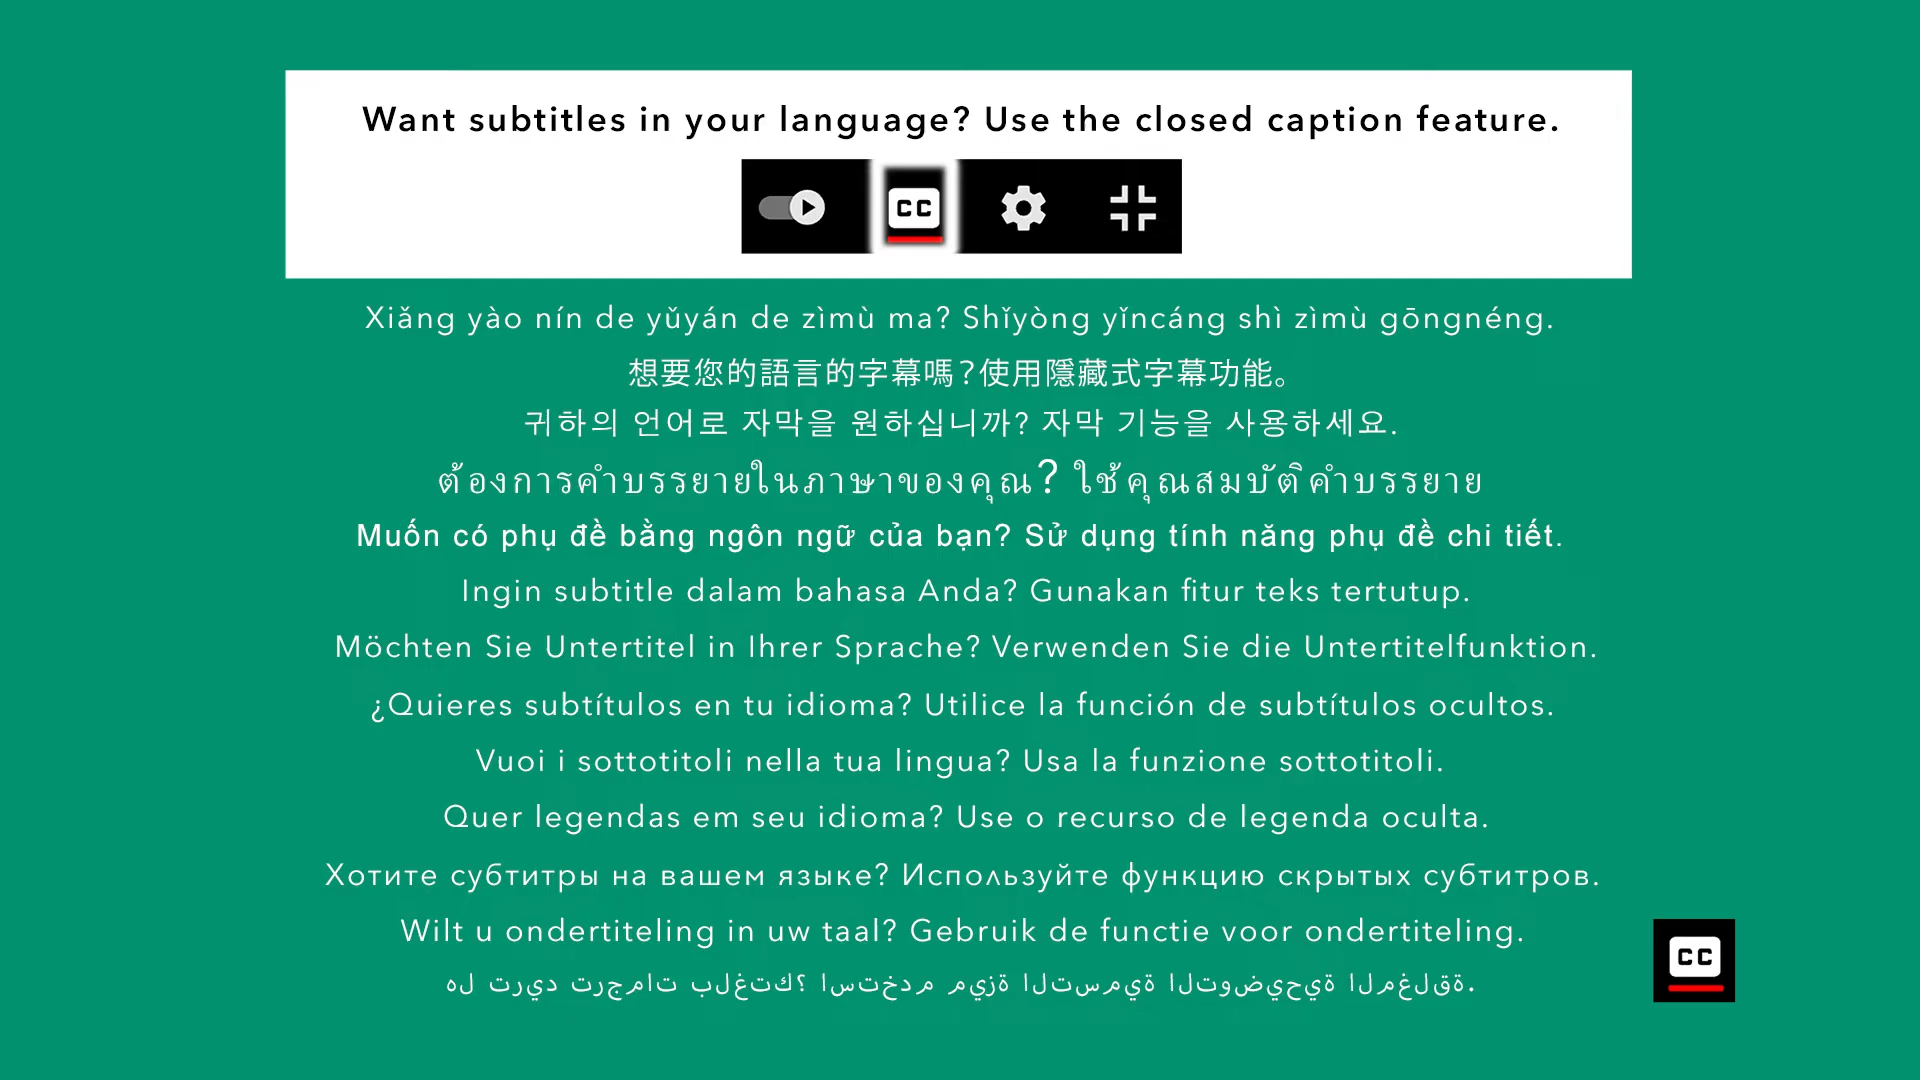 Want subtitles in your language? Use the closed caption feature.
CC
Xiǎng yào nín de yǔyán de zìmù ma? Shǐyòng yǐncáng shì zìmù gōngnéng.
想要您的語言的字幕嗎?使用隱藏式字幕功能。
귀하의 언어로 자막을 원하십니까? 자막 기능을 사용하세요.
ต้องการคำบรรยายในภาษาของคุณ? ใช้คุณสมบัติคำบรรยาย
Muốn có phụ đề bằng ngôn ngữ của bạn? Sử dụng tính năng phụ đề chi tiết.
Ingin subtitle dalam bahasa Anda? Gunakan fitur teks tertutup.
Möchten Sie Untertitel in Ihrer Sprache? Verwenden Sie die Untertitelfunktion.
¿Quieres subtítulos en tu idioma? Utilice la función de subtítulos ocultos.
Vuoi i sottotitoli nella tua lingua? Usa la funzione sottotitoli.
Quer legendas em seu idioma? Use o recurso de legenda oculta.
Хотите субтитры на вашем языке? Используйте функцию скрытых субтитров.
Wilt u ondertiteling in uw taal? Gebruik de functie voor ondertiteling.
هل تريد ترجمات بلغتك؟ استخدم ميزة التسمية التوضيحية المغلقة.
CC